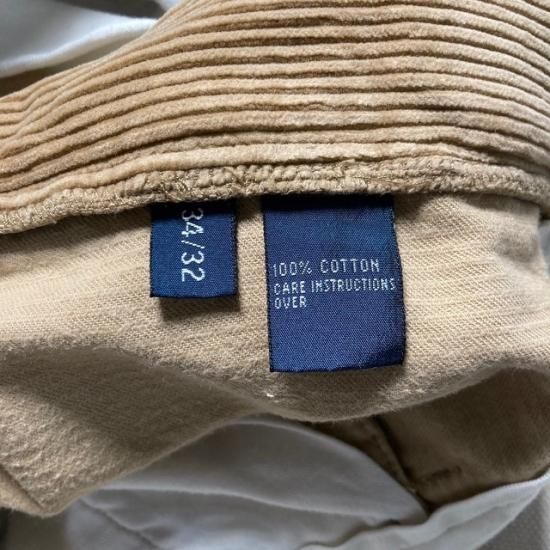 34/32
100% COTTON
CARE INSTRUCTIONS
OVER